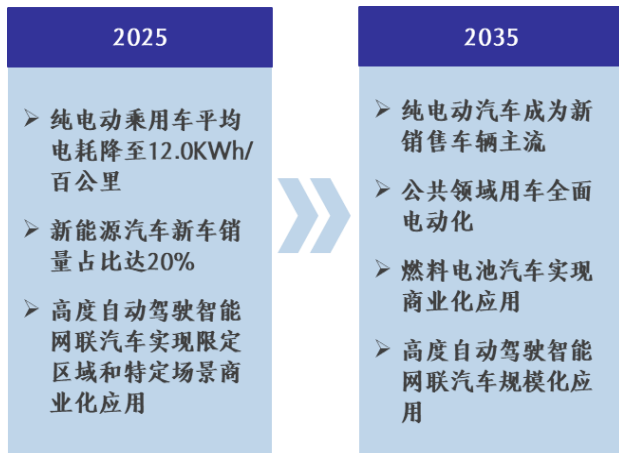 2025
➢ 纯电动乘用车平均
电耗降至12.0KWh/
百公里
➢ 新能源汽车新车销
量占比达20%
➢ 高度自动驾驶智能
网联汽车实现限定
区域和特定场景商
业化应用
2035
➢ 纯电动汽车成为新
销售车辆主流
➢ 公共领域用车全面
电动化
➢ 燃料电池汽车实现
商业化应用
➢ 高度自动驾驶智能
网联汽车规模化应
用